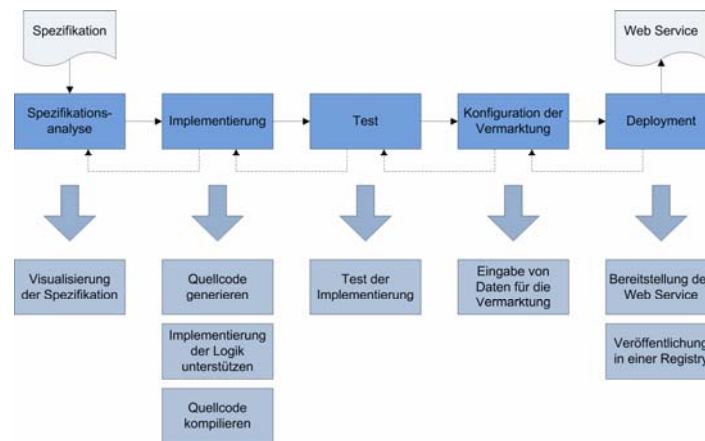 Spezifikation
Web Service
Spezifikations-
analyse
Implementierung
Test
Konfiguration der
Vermarktung
Deployment
Visualisierung
der Spezifikation
Quellcode
generieren
Test der
Implementierung
Eingabe von
Daten für die
Vermarktung
Bereitstellung de
Web Service
Implementierung
der Logik
unterstützen
Veröffentlichung
in einer Registry
Quellcode
kompilieren